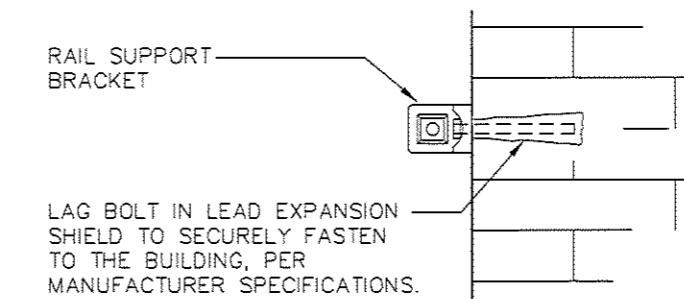 RAIL SUPPORT
BRACKET
LAG BOLT IN LEAD EXPANSION
SHIELD TO SECURELY FASTEN
TO THE BUILDING, PER
MANUFACTURER SPECIFICATIONS.